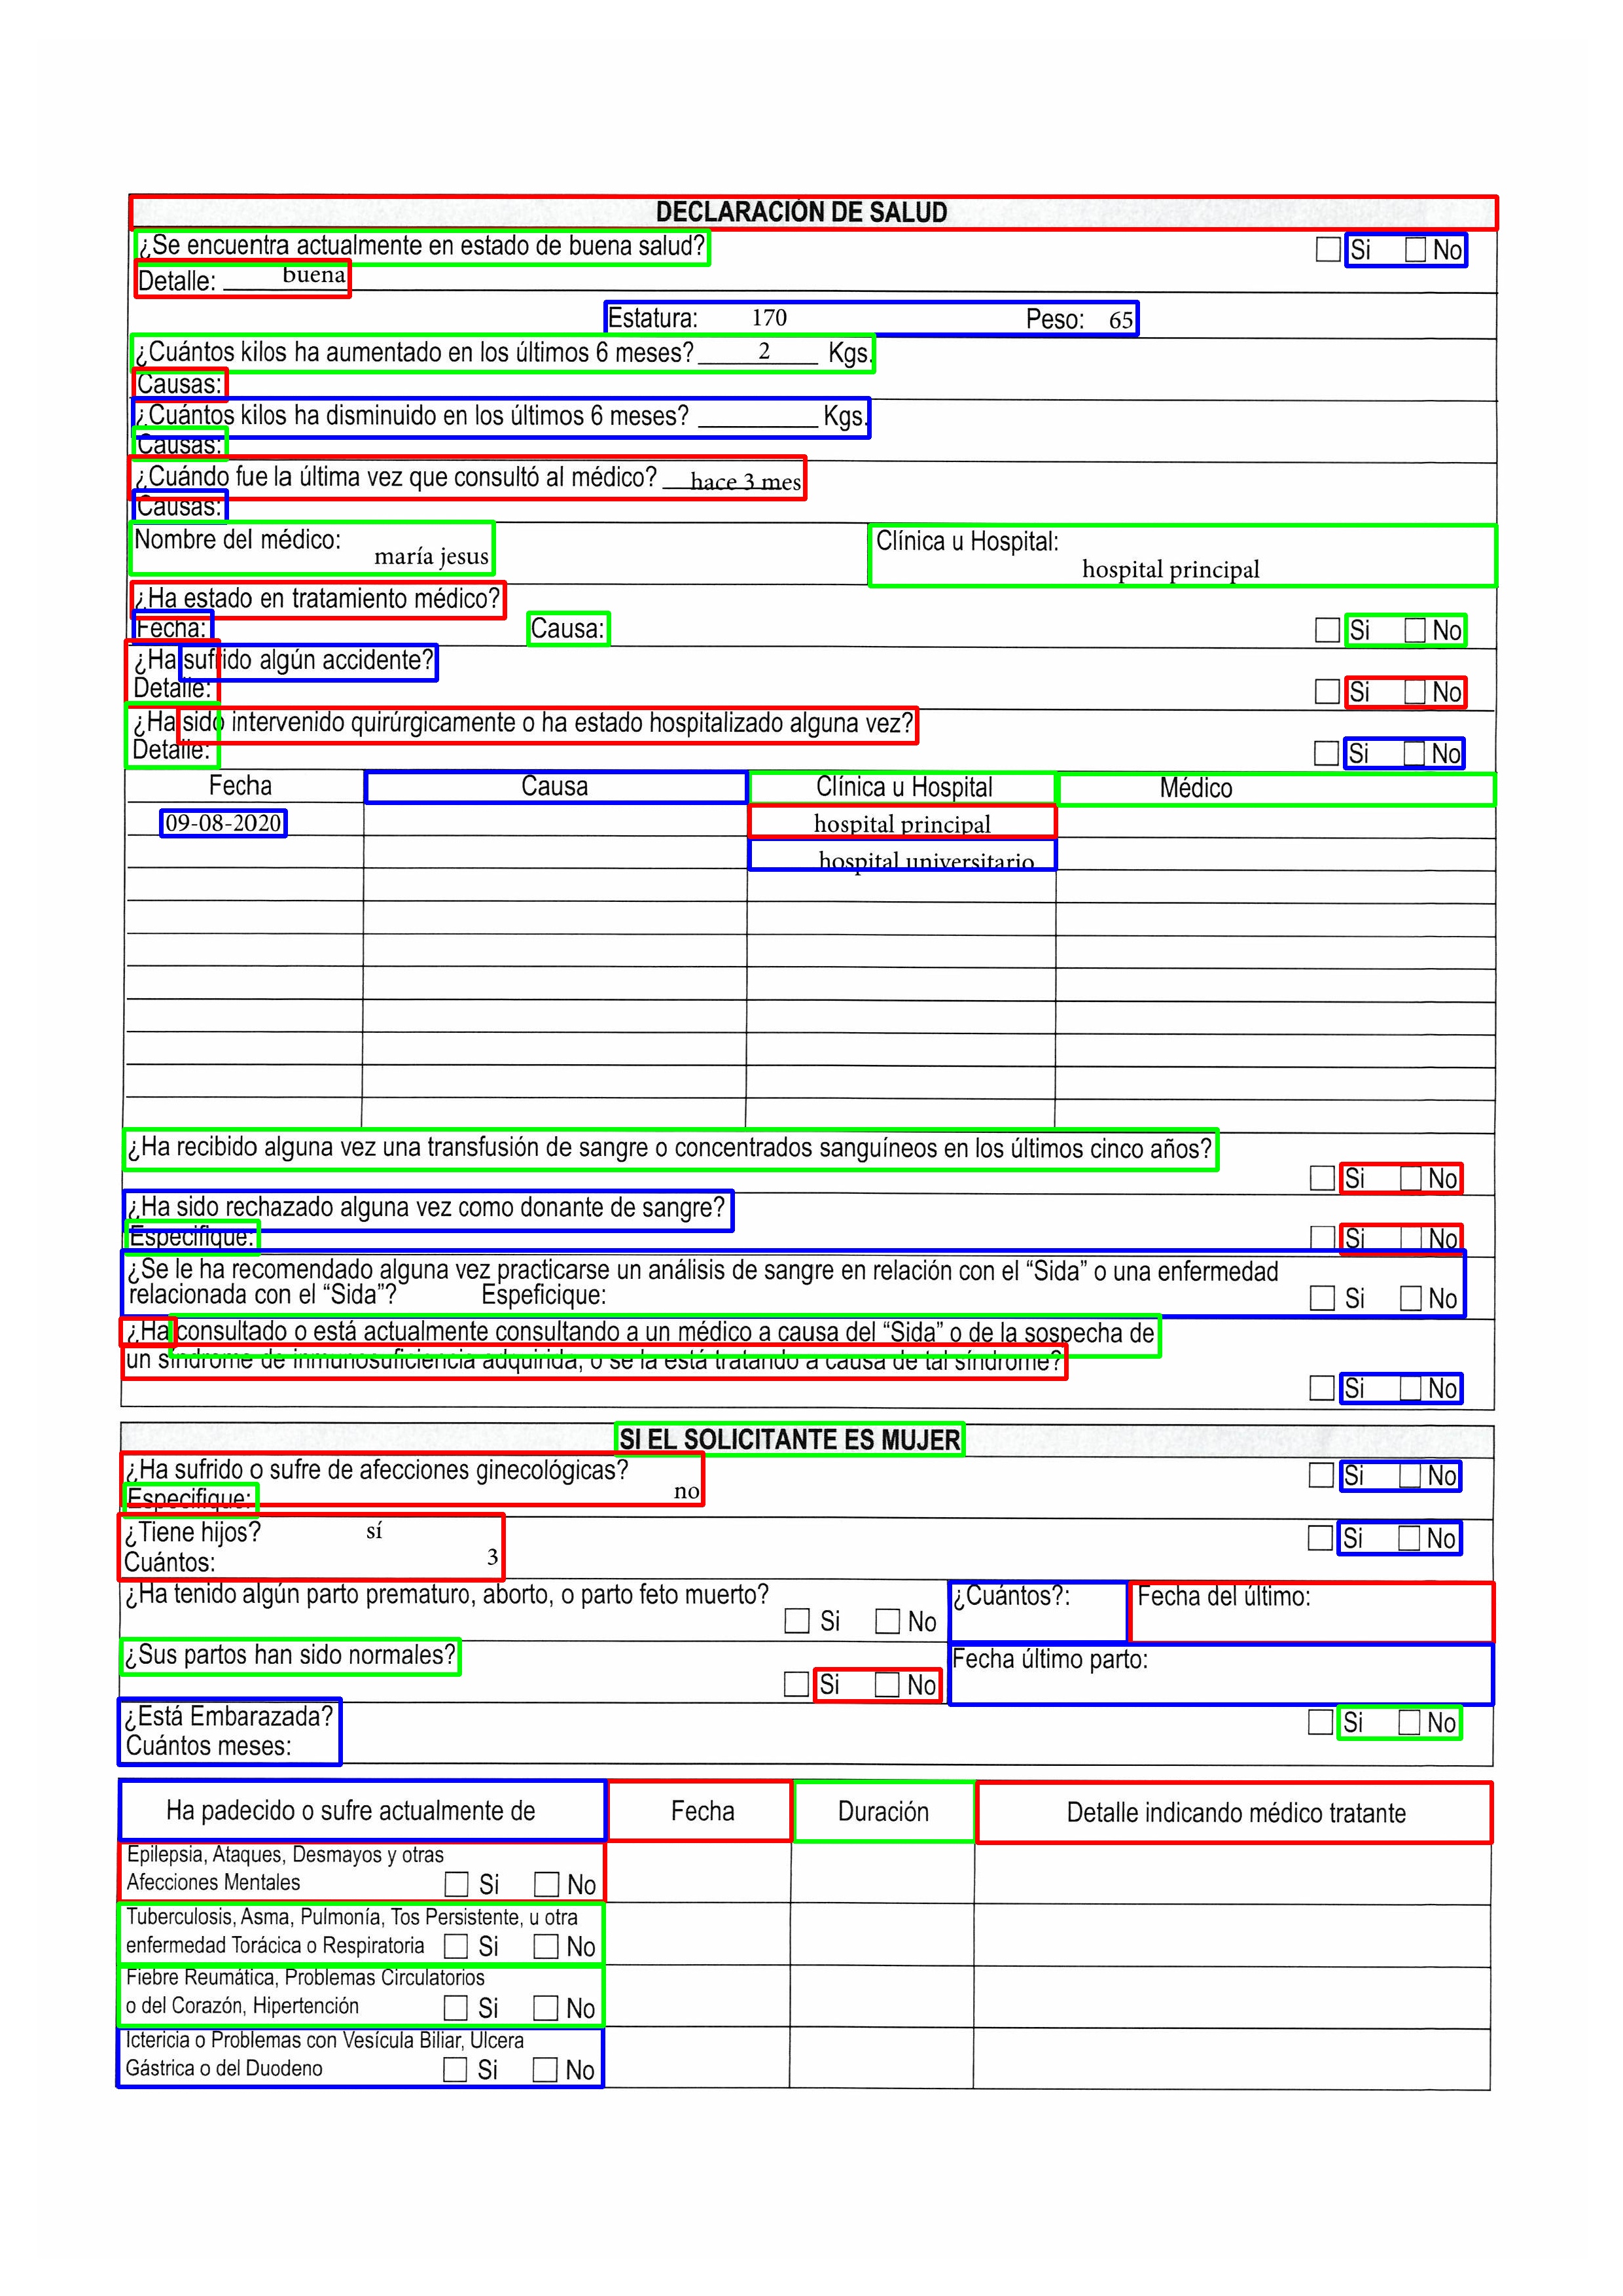 DECLARACIÓN DE SALUD
¿Se encuentra actualmente en estado de buena salud? Si No
Detalle: buena
Estatura: 170 Peso: 65
¿Cuántos kilos ha aumentado en los últimos 6 meses? 2 Kgs.
Causas:
¿Cuántos kilos ha disminuido en los últimos 6 meses? Kgs.
Causas:
¿Cuándo fue la última vez que consultó al médico? hace 3 mes
Causas:
Nombre del médico: maría jesus Clínica u Hospital: hospital principal
¿Ha estado en tratamiento médico?
Fecha: Causa: Si No
¿Ha sufrido algún accidente?
Detalle: Si No
¿Ha sido intervenido quirúrgicamente o ha estado hospitalizado alguna vez?
Detalle: Si No
Fecha Causa Clínica u Hospital Médico
09-08-2020 hospital principal
hospital universitario
¿Ha recibido alguna vez una transfusión de sangre o concentrados sanguíneos en los últimos cinco años?
Si No
¿Ha sido rechazado alguna vez como donante de sangre?
Especifique: Si No
¿Se le ha recomendado alguna vez practicarse un análisis de sangre en relación con el “Sida” o una enfermedad
relacionada con el “Sida”? Espeficique: Si No
¿Ha consultado o está actualmente consultando a un médico a causa del “Sida” o de la sospecha de
un síndrome de inmunosuficiencia adquirida, o se la está tratando a causa de tal síndrome?
Si No
SI EL SOLICITANTE ES MUJER
¿Ha sufrido o sufre de afecciones ginecológicas? Si No
Especifique: no
¿Tiene hijos? sí Si No
Cuántos: 3
¿Ha tenido algún parto prematuro, aborto, o parto feto muerto? ¿Cuántos?: Fecha del último:
Si No
¿Sus partos han sido normales? Fecha último parto:
Si No
¿Está Embarazada? Si No
Cuántos meses:
Ha padecido o sufre actualmente de Fecha Duración Detalle indicando médico tratante
Epilepsia, Ataques, Desmayos y otras
Afecciones Mentales Si No
Tuberculosis, Asma, Pulmonía, Tos Persistente, u otra
enfermedad Torácica o Respiratoria Si No
Fiebre Reumática, Problemas Circulatorios
o del Corazón, Hipertención Si No
Ictericia o Problemas con Vesícula Biliar, Ulcera
Gástrica o del Duodeno Si No